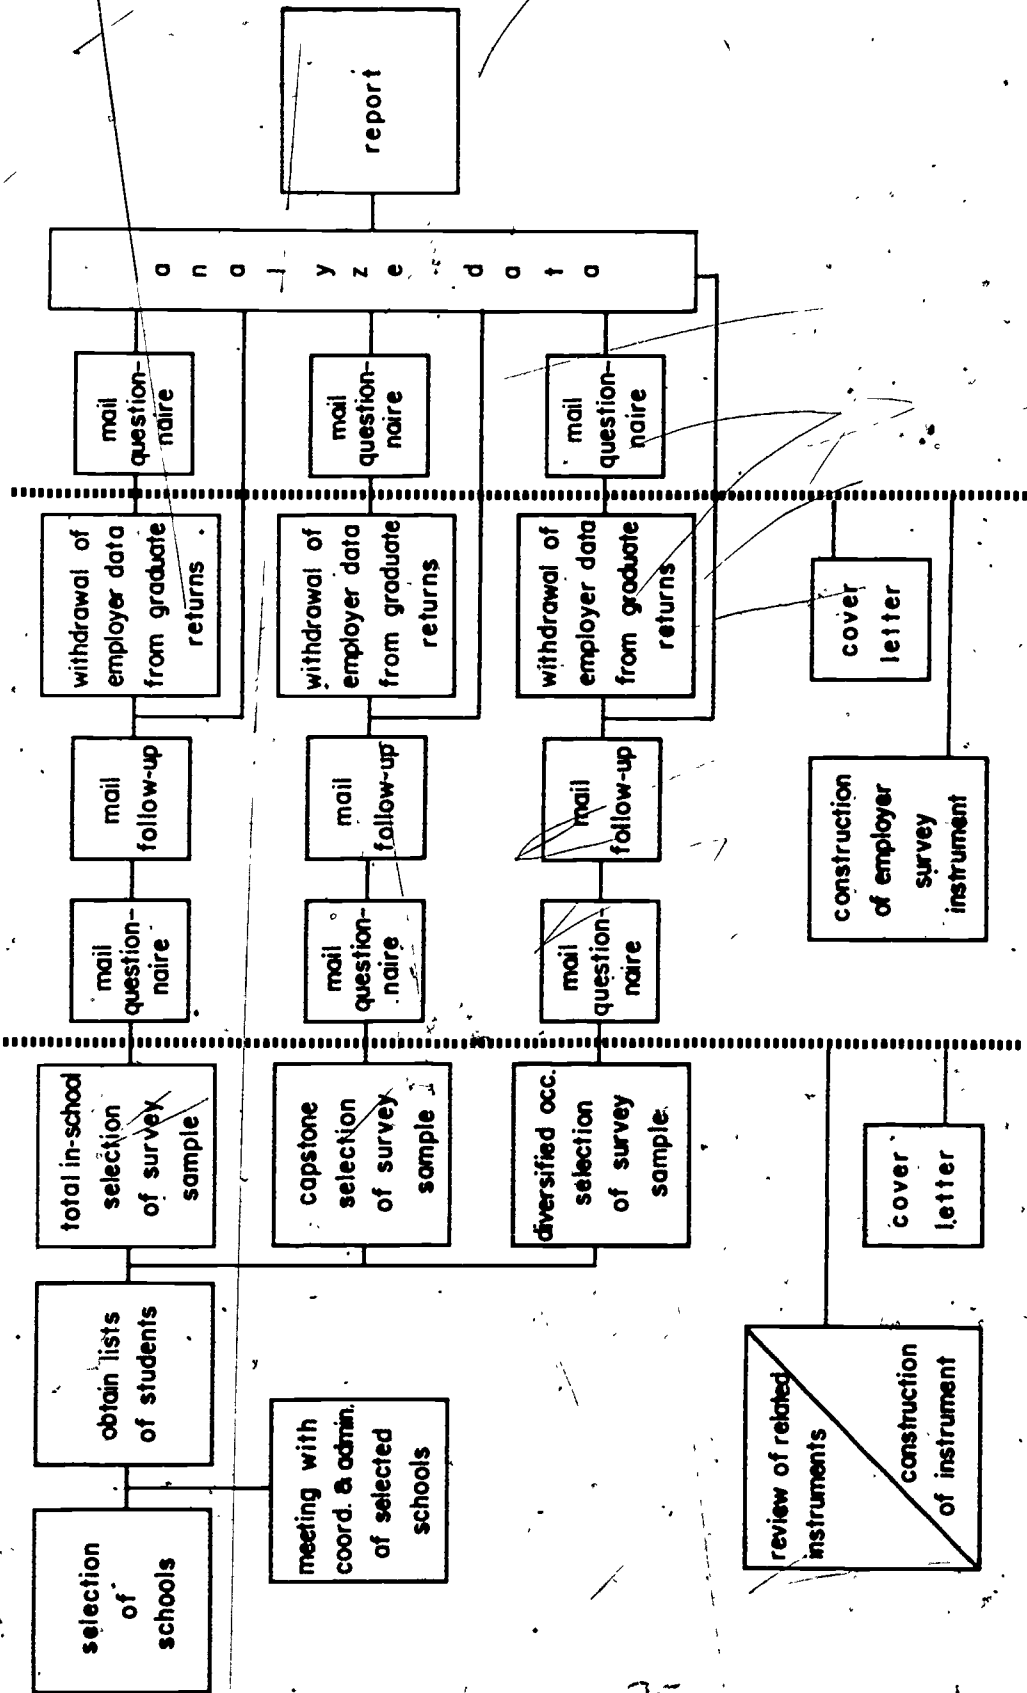 selection
of
schools
meeting with
coord. & admin.
of selected
schools
obtain lists
of students
total in-school
selection
of survey
sample
capstone
selection
of survey
sample
diversified occ.
selection
of survey
sample
review of related
instruments
construction
of instrument
cover
letter
mail
question-
naire
mail
question-
naire
mail
question-
naire
mail
follow-up
mail
follow-up
mail
follow-up
construction
of employer
survey
instrument
withdrawal of
employer data
from graduate
returns
withdrawal of
employer data
from graduate
returns
withdrawal of
employer data
from graduate
returns
cover
letter
mail
question-
naire
mail
question-
naire
mail
question-
naire
analyze data
report